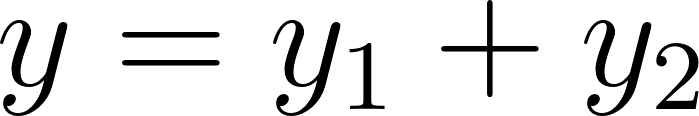 y = y₁ + y₂